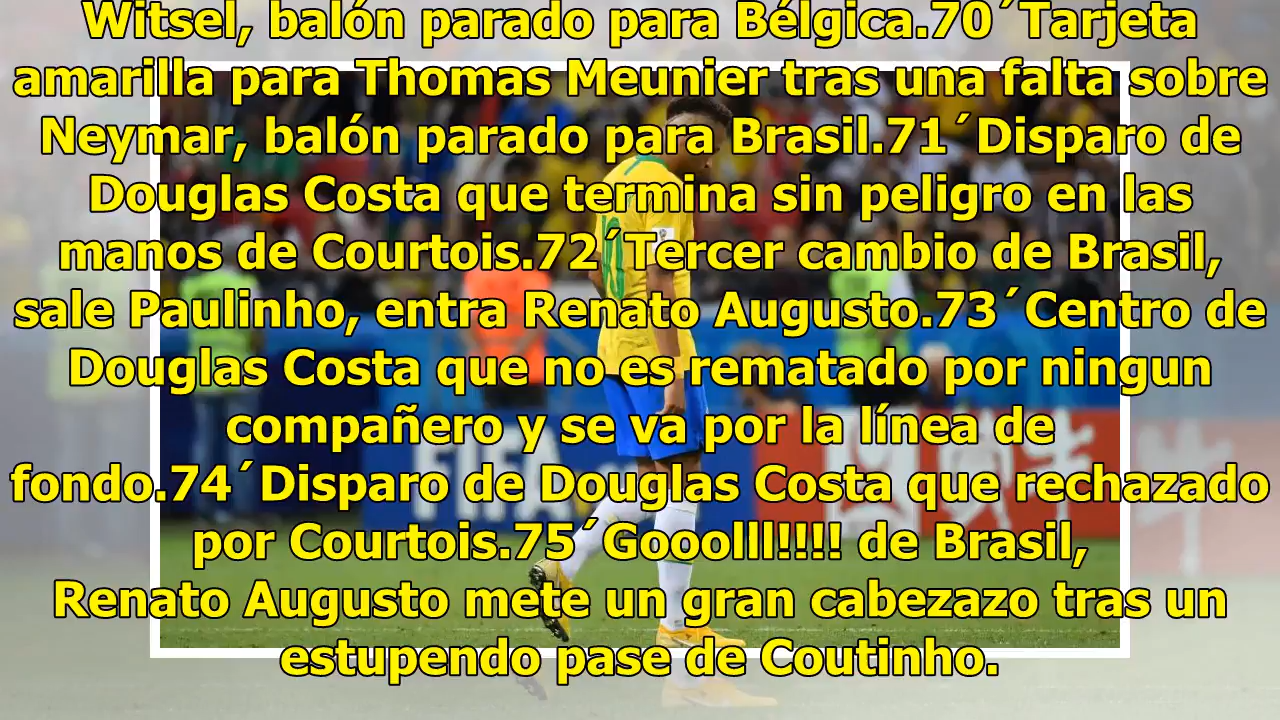 Witsel, balón parado para Bélgica.70´Tarjeta
amarilla para Thomas Meunier tras una falta sobre
Neymar, balón parado para Brasil.71´Disparo de
Douglas Costa que termina sin peligro en las
manos de Courtois.72´Tercer cambio de Brasil,
sale Paulinho, entra Renato Augusto.73´Centro de
Douglas Costa que no es rematado por ningun
compañero y se va por la línea de
fondo.74´Disparo de Douglas Costa que rechazado
por Courtois.75´Gooolll!!!! de Brasil,
Renato Augusto mete un gran cabezazo tras un
estupendo pase de Coutinho.
10
FIFA